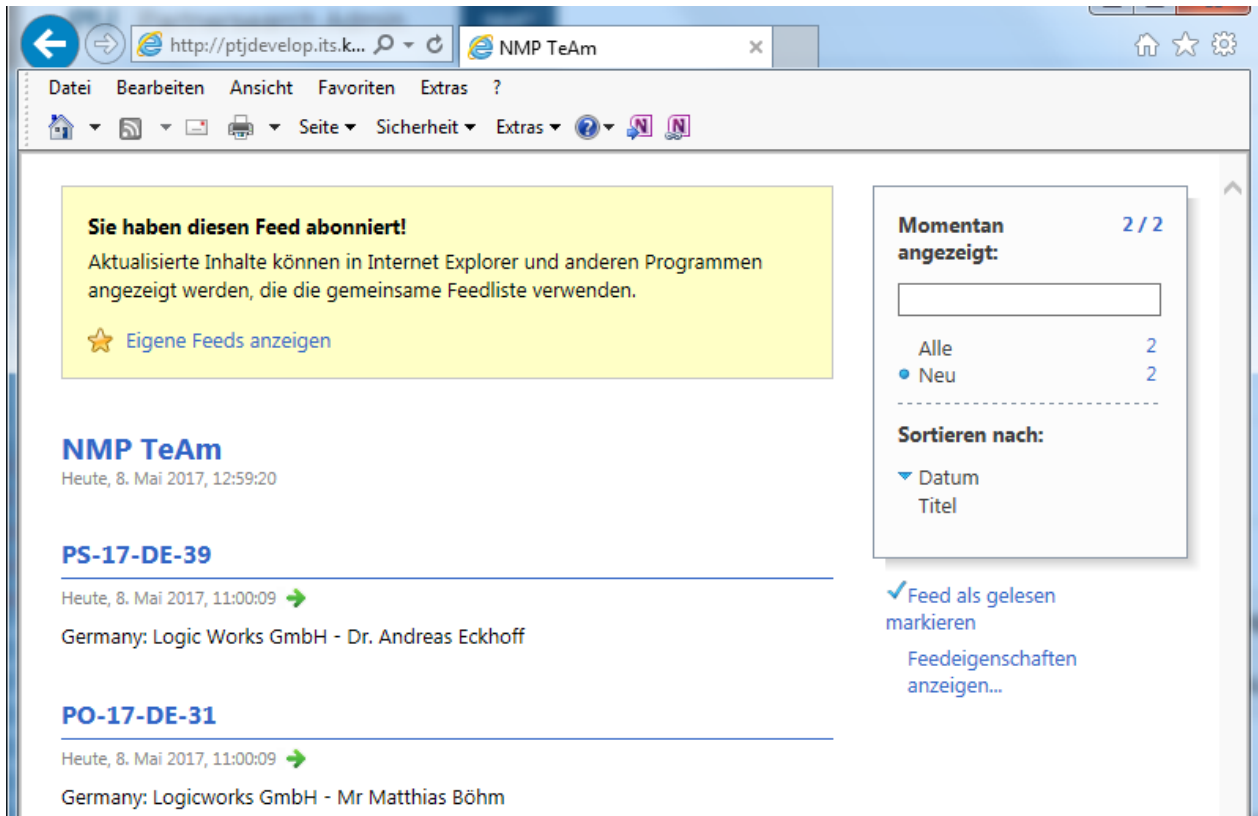 http://ptjdevelop.its.k...
NMP TeAm
Datei Bearbeiten Ansicht Favoriten Extras ?
Seite Sicherheit Extras
Sie haben diesen Feed abonniert!
Aktualisierte Inhalte können in Internet Explorer und anderen Programmen
angezeigt werden, die die gemeinsame Feedliste verwenden.
Eigene Feeds anzeigen
NMP TeAm
Heute, 8. Mai 2017, 12:59:20
PS-17-DE-39
Heute, 8. Mai 2017, 11:00:09
Germany: Logic Works GmbH - Dr. Andreas Eckhoff
PO-17-DE-31
Heute, 8. Mai 2017, 11:00:09
Germany: Logicworks GmbH - Mr Matthias Böhm
Momentan 2 / 2
angezeigt:
Alle 2
Neu 2
Sortieren nach:
Datum
Titel
Feed als gelesen
markieren
Feedeigenschaften
anzeigen...